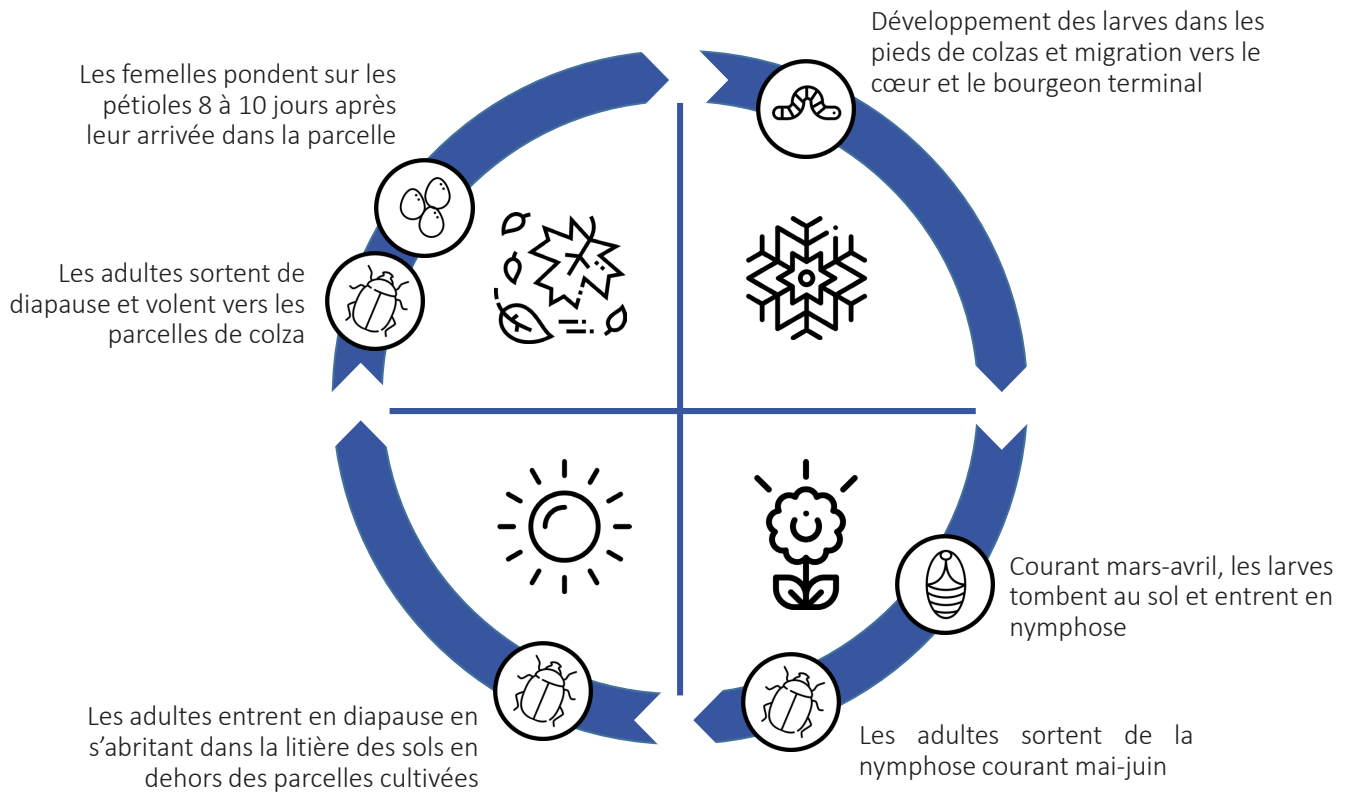 Les femelles pondent sur les
pétioles 8 à 10 jours après
leur arrivée dans la parcelle
Développement des larves dans les
pieds de colzas et migration vers le
cœur et le bourgeon terminal
Les adultes sortent de
diapause et volent vers les
parcelles de colza
Courant mars-avril, les larves
tombent au sol et entrent en
nymphose
Les adultes entrent en diapause en
s’abritant dans la litière des sols en
dehors des parcelles cultivées
Les adultes sortent de la
nymphose courant mai-juin